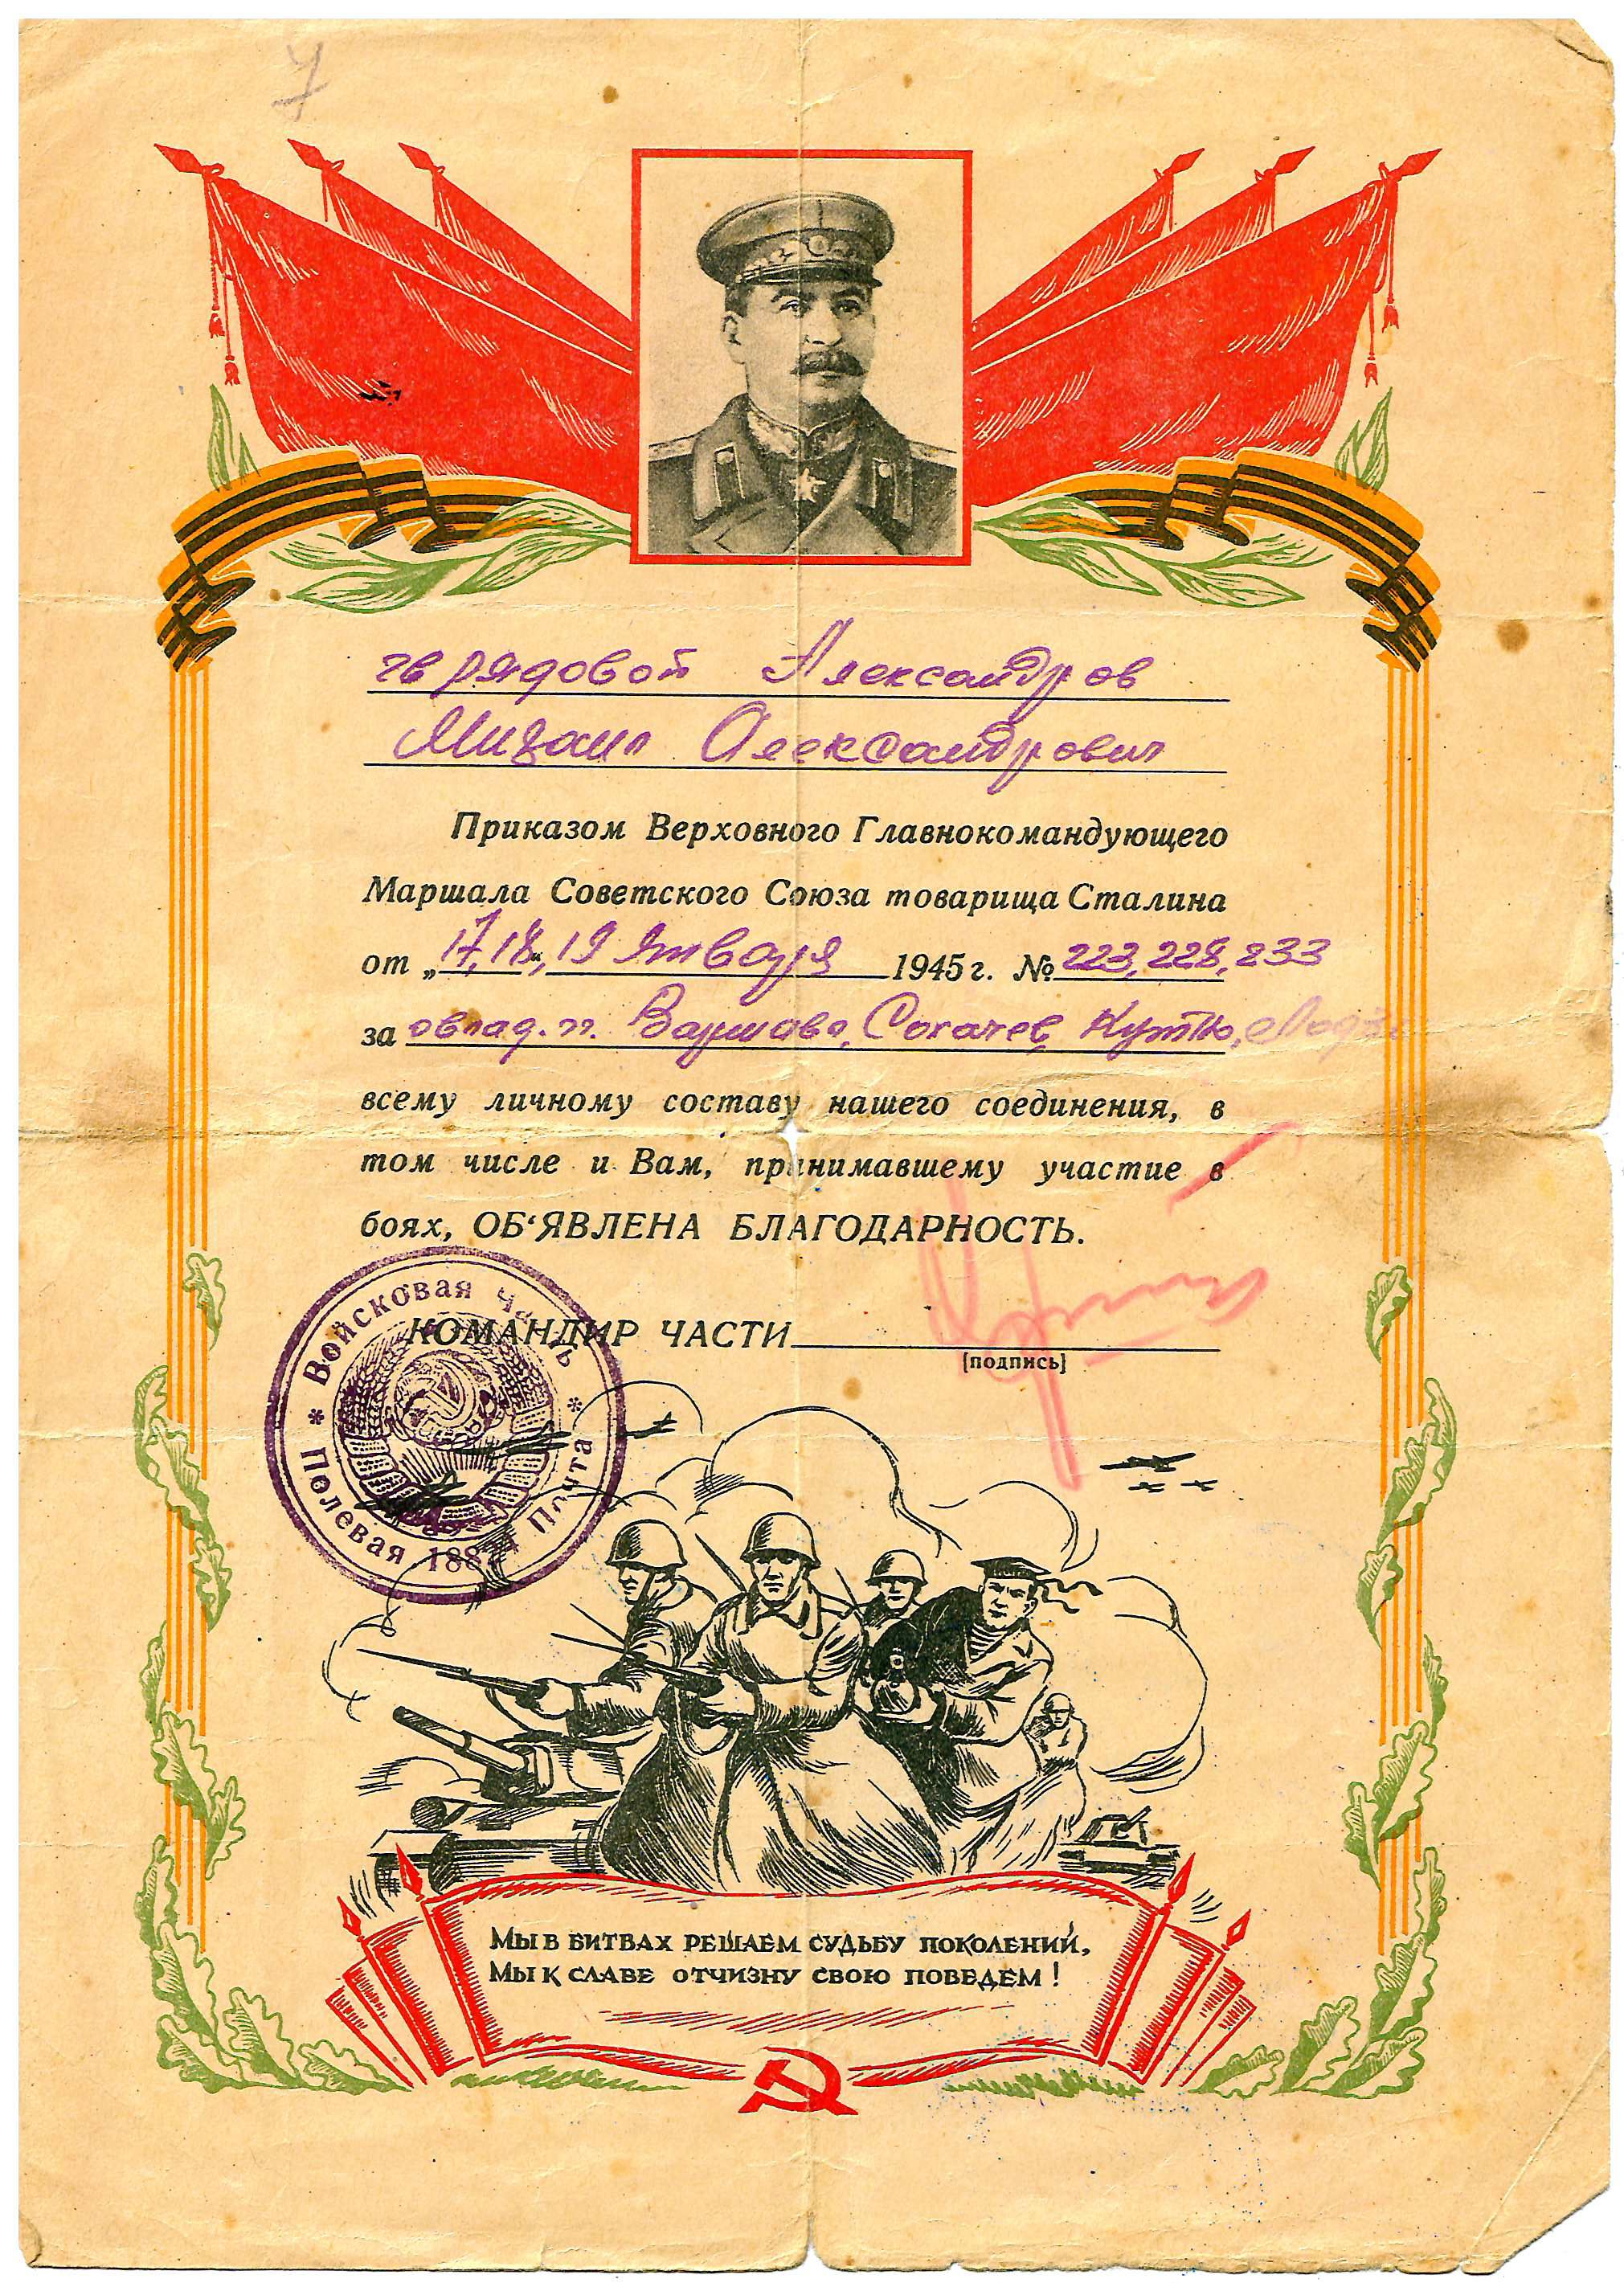 7
гв рядовой Александров
Михаил Александрович
Приказом Верховного Главнокомандующего
Маршала Советского Союза товарища Сталина
от „17, 18“, 19 Января 1945 г. № 223, 228, 233
за овлад. гг. Варшава, Сохачев, Кутно, Лодзь
всему личному составу нашего соединения, в
том числе и Вам, принимавшему участие в
боях, ОБ‘ЯВЛЕНА БЛАГОДАРНОСТЬ.
КОМАНДИР ЧАСТИ
(подпись)
Войсковая Часть
* Полевая Почта *
Мы в битвах решаем судьбу поколений,
Мы к славе отчизну свою поведем!